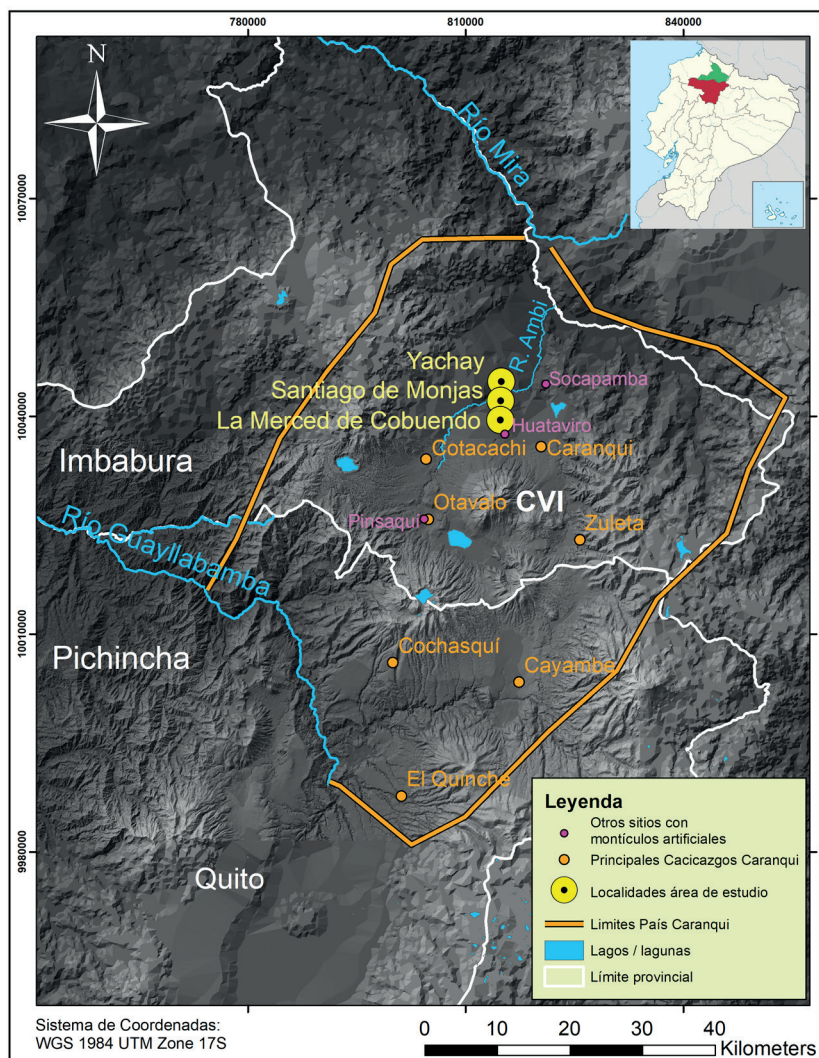 780000
810000
840000
N
10070000
10040000
10010000
9980000
Río Mira
R. Ambi
Yachay
Socapamba
Santiago de Monjas
La Merced de Cobuendo
Huataviro
Cotacachi
Caranqui
Imbabura
Otavalo
CVI
Pinsaquí
Zuleta
Río Guayllabamba
Pichincha
Cochasquí
Cayambe
El Quinche
Quito
Leyenda
Otros sitios con
montículos artificiales
Principales Cacicazgos Caranqui
Localidades área de estudio
Limites País Caranqui
Lagos / lagunas
Límite provincial
Sistema de Coordenadas:
WGS 1984 UTM Zone 17S
0 10 20 30 40
Kilometers